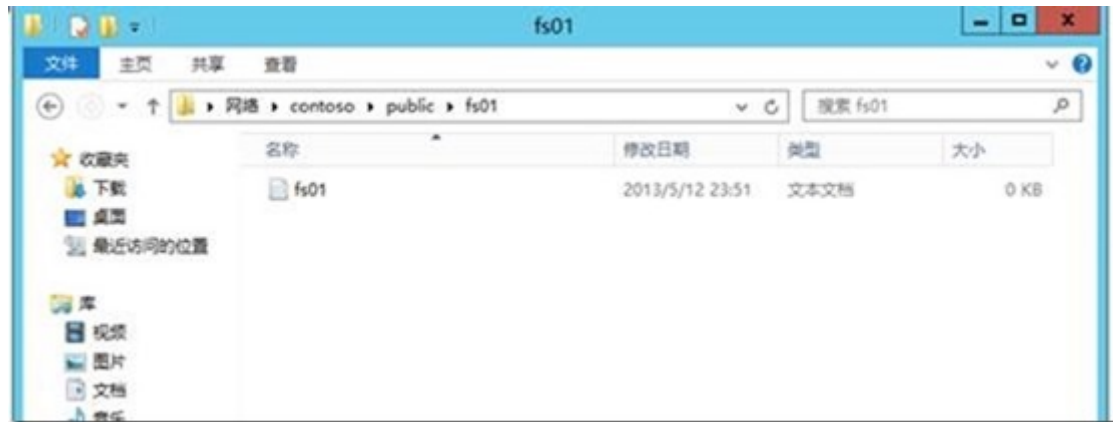 fs01
文件 主页 共享 查看
网络 contoso public fs01 搜索 fs01
名称 修改日期 类型 大小
收藏夹
下载
fs01 2013/5/12 23:51 文本文档 0 KB
桌面
最近访问的位置
库
视频
图片
文档
音乐